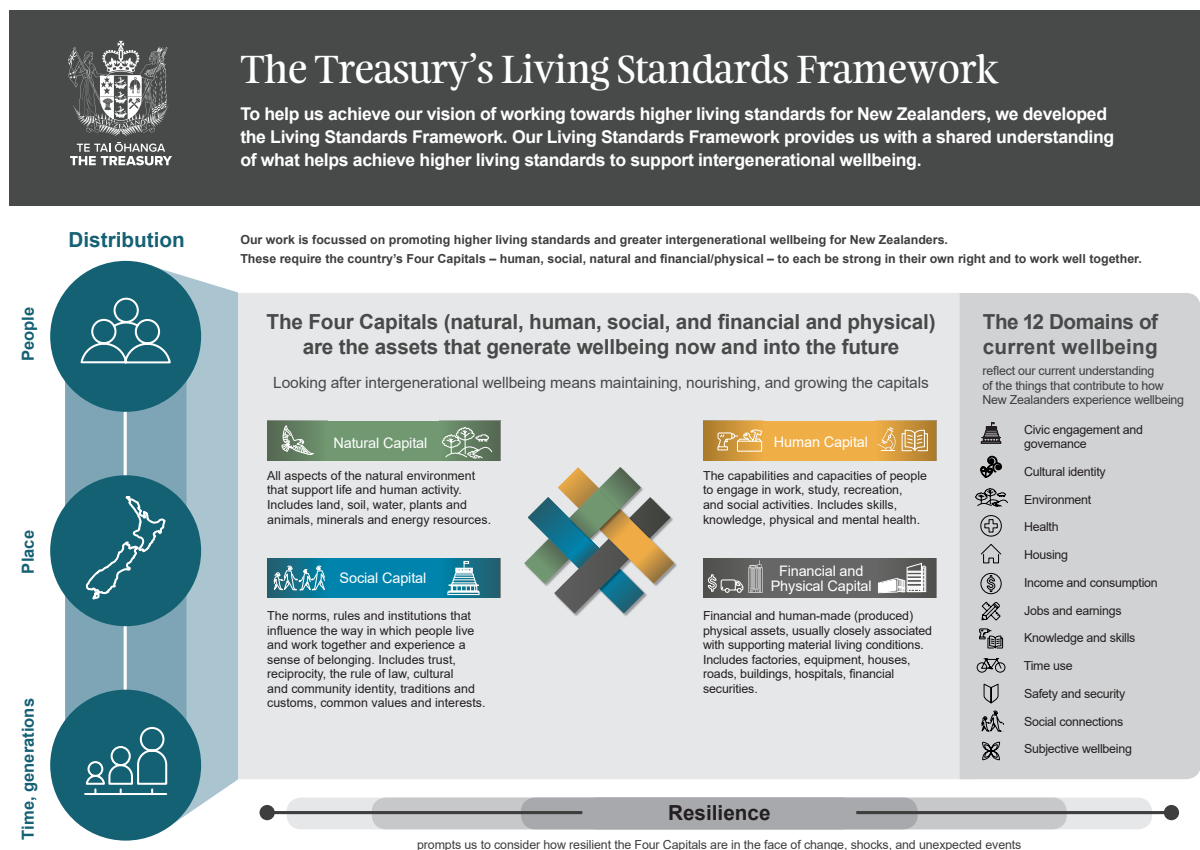 The Treasury's Living Standards Framework
To help us achieve our vision of working towards higher living standards for New Zealanders, we developed
the Living Standards Framework. Our Living Standards Framework provides us with a shared understanding
of what helps achieve higher living standards to support intergenerational wellbeing.
TE TAI ŌHANGA
THE TREASURY
Distribution
People
Place
Time, generations
Our work is focussed on promoting higher living standards and greater intergenerational wellbeing for New Zealanders.
These require the country's Four Capitals – human, social, natural and financial/physical – to each be strong in their own right and to work well together.
The Four Capitals (natural, human, social, and financial and physical)
are the assets that generate wellbeing now and into the future
Looking after intergenerational wellbeing means maintaining, nourishing, and growing the capitals
Natural Capital
All aspects of the natural environment
that support life and human activity.
Includes land, soil, water, plants and
animals, minerals and energy resources.
Human Capital
The capabilities and capacities of people
to engage in work, study, recreation,
and social activities. Includes skills,
knowledge, physical and mental health.
Social Capital
The norms, rules and institutions that
influence the way in which people live
and work together and experience a
sense of belonging. Includes trust,
reciprocity, the rule of law, cultural
and community identity, traditions and
customs, common values and interests.
Financial and
Physical Capital
Financial and human-made (produced)
physical assets, usually closely associated
with supporting material living conditions.
Includes factories, equipment, houses,
roads, buildings, hospitals, financial
securities.
The 12 Domains of
current wellbeing
reflect our current understanding
of the things that contribute to how
New Zealanders experience wellbeing
Civic engagement and
governance
Cultural identity
Environment
Health
Housing
Income and consumption
Jobs and earnings
Knowledge and skills
Time use
Safety and security
Social connections
Subjective wellbeing
Resilience
prompts us to consider how resilient the Four Capitals are in the face of change, shocks, and unexpected events